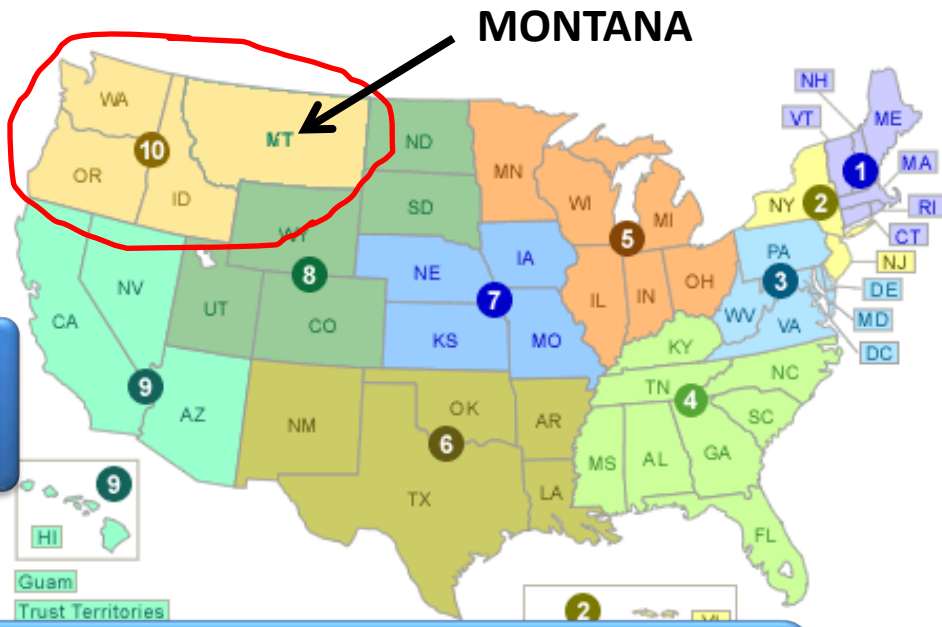 MONTANA
NH
VT
ME
WA
MT
ND
MN
MA
10
1
OR
ID
SD
WI
MI
NY
2
RI
CT
WY
5
PA
NJ
8
NE
IA
3
DE
NV
UT
CO
7
IL
IN
OH
WV
VA
MD
CA
KS
MO
KY
DC
9
AZ
NM
OK
AR
TN
4
NC
SC
6
MS
AL
GA
TX
LA
9
FL
HI
Guam
Trust Territories
2